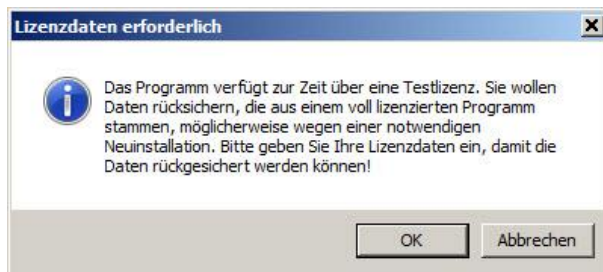 Lizenzdaten erforderlich
Das Programm verfügt zur Zeit über eine Testlizenz. Sie wollen
Daten rücksichern, die aus einem voll lizenzierten Programm
stammen, möglicherweise wegen einer notwendigen
Neuinstallation. Bitte geben Sie Ihre Lizenzdaten ein, damit die
Daten rückgesichert werden können!
OK
Abbrechen